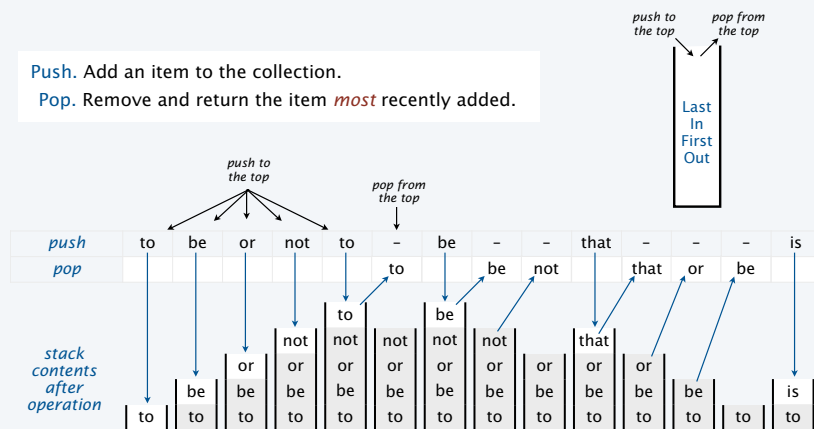 push to
the top
pop from
the top
Push. Add an item to the collection.
Pop. Remove and return the item most recently added.
Last
In
First
Out
push to
the top
pop from
the top
push to be or not to - be - - that - - - is
pop to be not that or be
to be
not not not not not that
or or or or or or or or or
be be be be be be be be be be be is
stack
contents
after
operation
to to to to to to to to to to to to to to